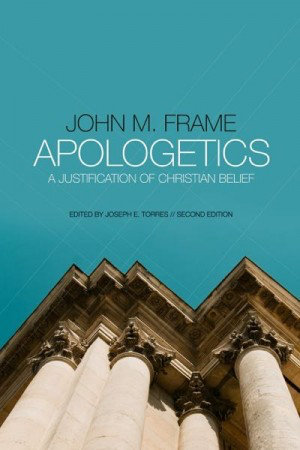 JOHN M. FRAME
APOLOGETICS
A JUSTIFICATION OF CHRISTIAN BELIEF
EDITED BY JOSEPH E. TORRES // SECOND EDITION